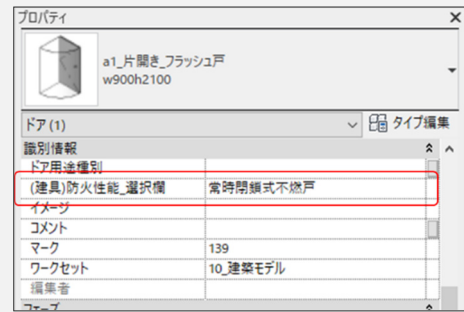 プロパティ
a1_片開き_フラッシュ戸
w900h2100
ドア (1)
タイプ編集
識別情報
ドア用途種別
(建具)防火性能_選択欄 常時閉鎖式不燃戸
イメージ
コメント
マーク 139
ワークセット 10_建築モデル
編集者
フェーズ